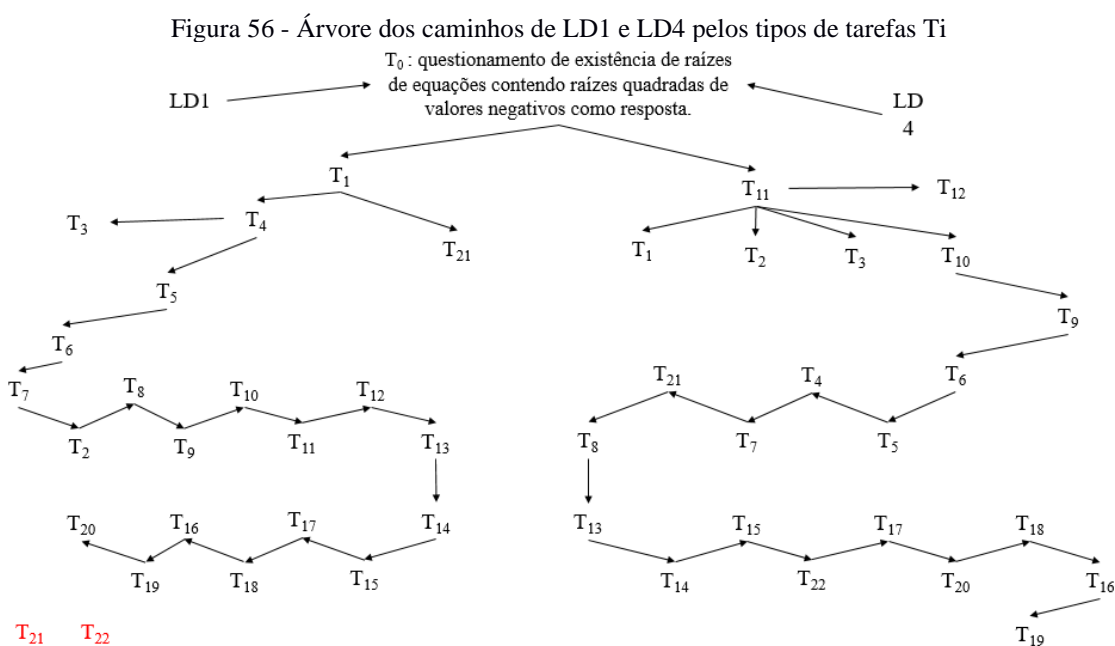 Figura 56 - Árvore dos caminhos de LD1 e LD4 pelos tipos de tarefas Ti
T₀ : questionamento de existência de raízes
de equações contendo raízes quadradas de
valores negativos como resposta.
LD1
LD
4
T₁
T₁₁
T₁₂
T₃
T₄
T₂₁
T₁
T₂
T₃
T₁₀
T₅
T₉
T₆
T₇
T₈
T₁₀
T₁₂
T₂₁
T₄
T₆
T₂
T₉
T₁₁
T₁₃
T₈
T₇
T₅
T₂₀
T₁₆
T₁₇
T₁₄
T₁₃
T₁₅
T₁₇
T₁₈
T₁₉
T₁₈
T₁₅
T₁₄
T₂₂
T₂₀
T₁₆
T₂₁
T₂₂
T₁₉